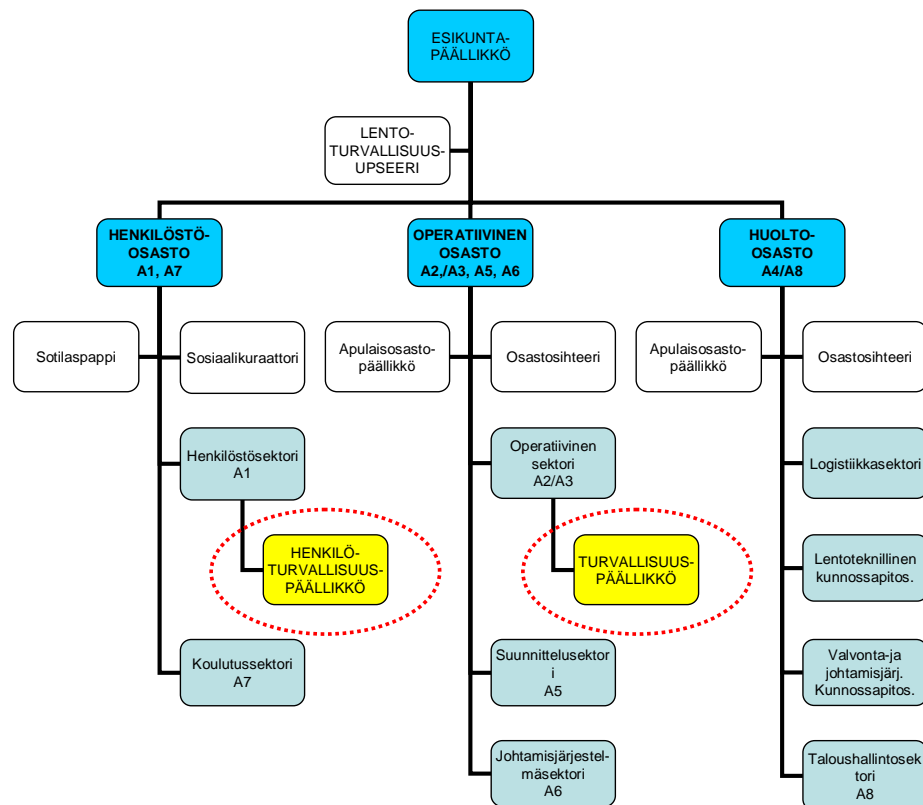 ESIKUNTA-
PÄÄLLIKKÖ
LENTO-
TURVALLISUUS-
UPSEERI
HENKILÖSTÖ-
OSASTO
A1, A7
OPERATIIVINEN
OSASTO
A2,/A3, A5, A6
HUOLTO-
OSASTO
A4/A8
Sotilaspappi
Sosiaalikuraattori
Apulaisosasto-
päällikkö
Osastosihteeri
Apulaisosasto-
päällikkö
Osastosihteeri
Henkilöstösektori
A1
Operatiivinen
sektori
A2/A3
Logistiikkasektori
HENKILÖ-
TURVALLISUUS-
PÄÄLLIKKÖ
TURVALLISUUS-
PÄÄLLIKKÖ
Lentoteknillinen
kunnossapitos.
Koulutussektori
A7
Suunnittelusektor
i
A5
Valvonta-ja
johtamisjärj.
Kunnossapitos.
Johtamisjärjestel-
mäsektori
A6
Taloushallintosek
tori
A8